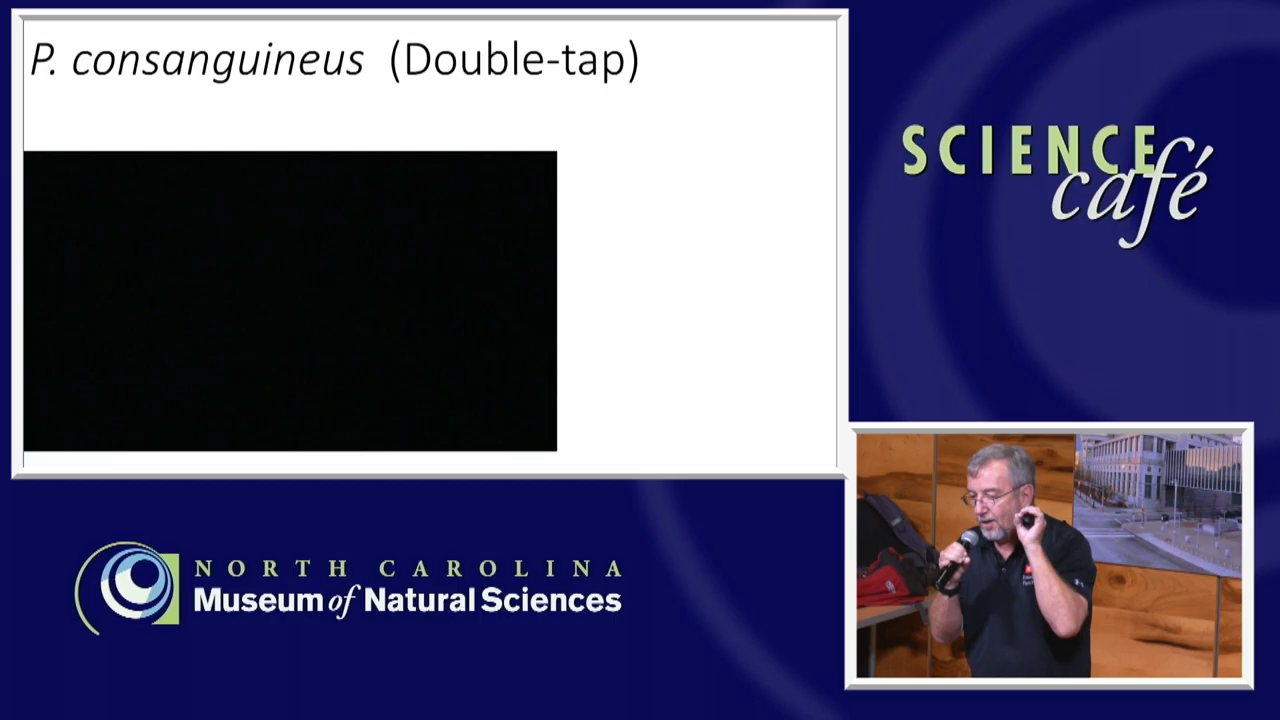 P. consanguineus (Double-tap)
SCIENCE
café
NORTH CAROLINA
Museum of Natural Sciences